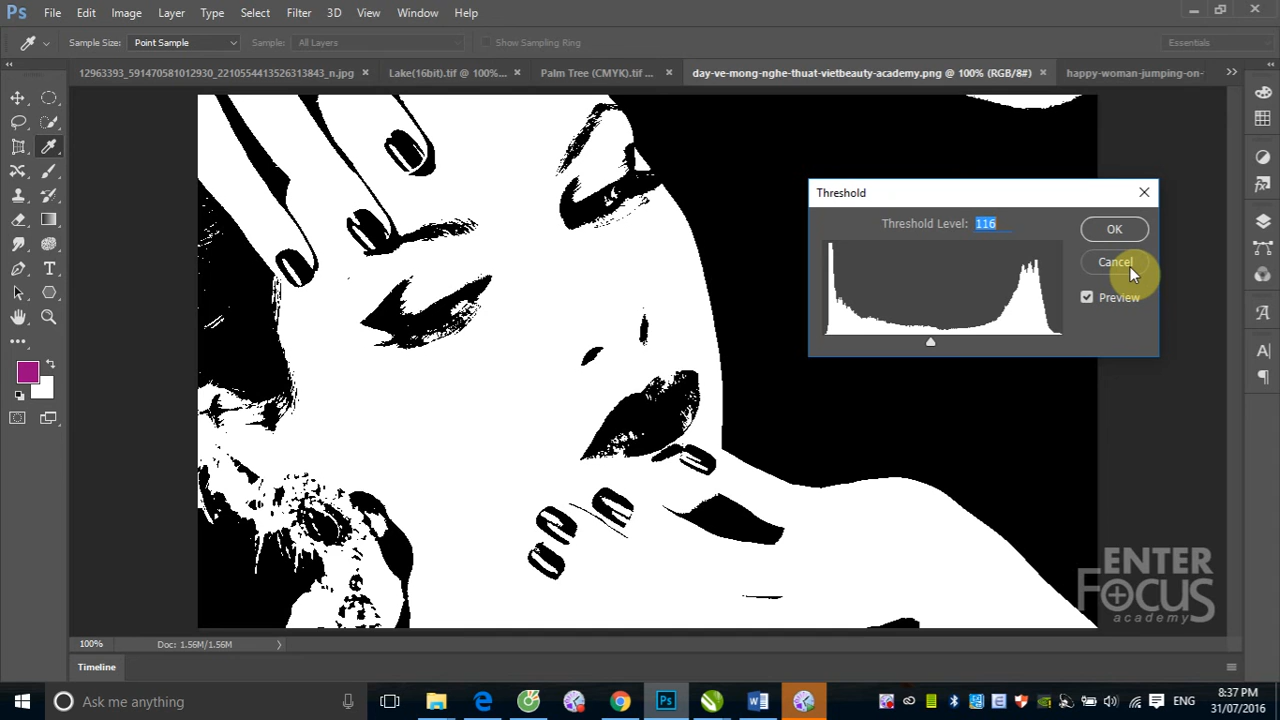 Ps File Edit Image Layer Type Select Filter 3D View Window Help
Sample Size: Point Sample Sample: All Layers Show Sampling Ring Essentials
12963393_591470581012930_2210554413526313843_n.jpg Lake(16bit).tif @ 100%... Palm Tree (CMYK).tif ... day-ve-mong-nghe-thuat-vietbeauty-academy.png @ 100% (RGB/8#) happy-woman-jumping-on-
Threshold
Threshold Level: 116
OK
Cancel
Preview
ENTER
FOCUS
academy
100% Doc: 1.56M/1.56M
Timeline
Ask me anything
ENG
8:37 PM
31/07/2016